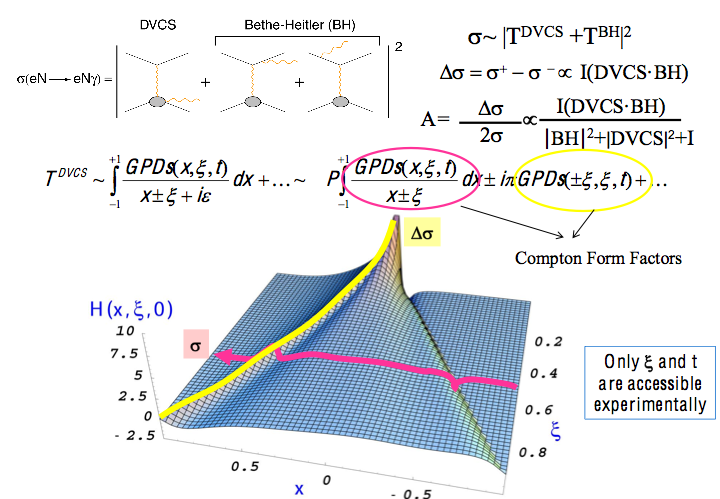 DVCS
Bethe-Heitler (BH)
σ(eN → eNγ) = | + + |²
σ~ |Tᴰⱽᶜˢ +Tᴮᴴ|²
Δσ = σ⁺ − σ ⁻∝ I(DVCS·BH)
A= Δσ / 2σ ∝ I(DVCS·BH) / |BH|²+|DVCS|²+I
T^DVCS ~ ∫₋₁⁺¹ GPDs(x,ξ,t) / x±ξ+iε dx +…~ P∫₋₁⁺¹ GPDs(x,ξ,t) / x±ξ dx ± iπGPDs(±ξ,ξ,t)+…
Δσ
Compton Form Factors
H(x,ξ,0)
10
7.5
5
2.5
0
-2.5
σ
0.2
0.4
0.6
0.8
ξ
0.5
0
-0.5
x
Only ξ and t
are accessible
experimentally